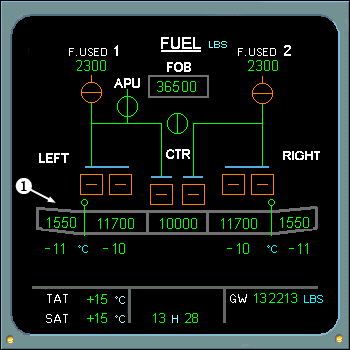 F.USED 1 FUEL LBS F.USED 2
2300 FOB 2300
APU 36500
LEFT CTR RIGHT
1
1550 11700 10000 11700 1550
-11 °C -10 -10 °C -11
TAT +15 °C GW 132213 LBS
SAT +15 °C 13 H 28